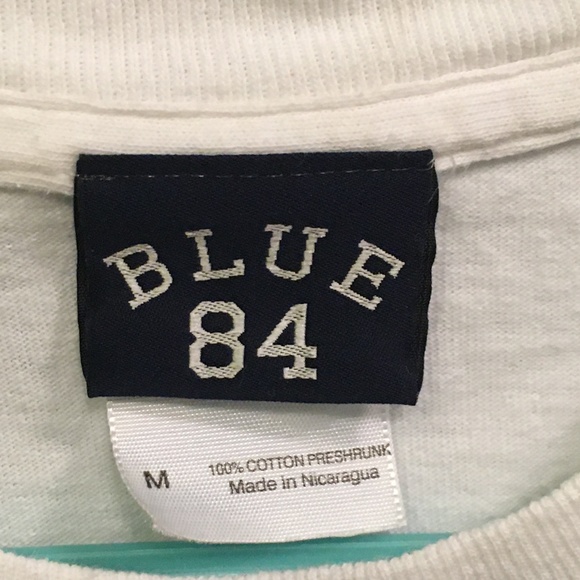 BLUE
84
M
100% COTTON PRESHRUNK
Made in Nicaragua